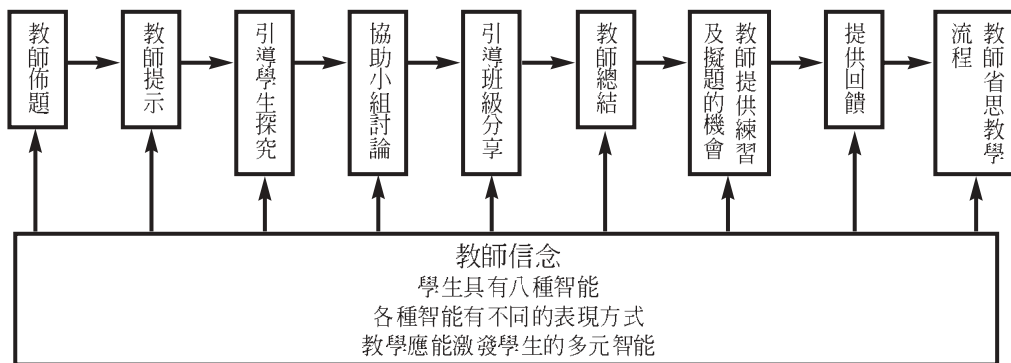 教師佈題
教師提示
引導學生探究
協助小組討論
引導班級分享
教師總結
教師提供練習
及擬題的機會
提供回饋
教師省思教學
流程
教師信念
學生具有八種智能
各種智能有不同的表現方式
教學應能激發學生的多元智能